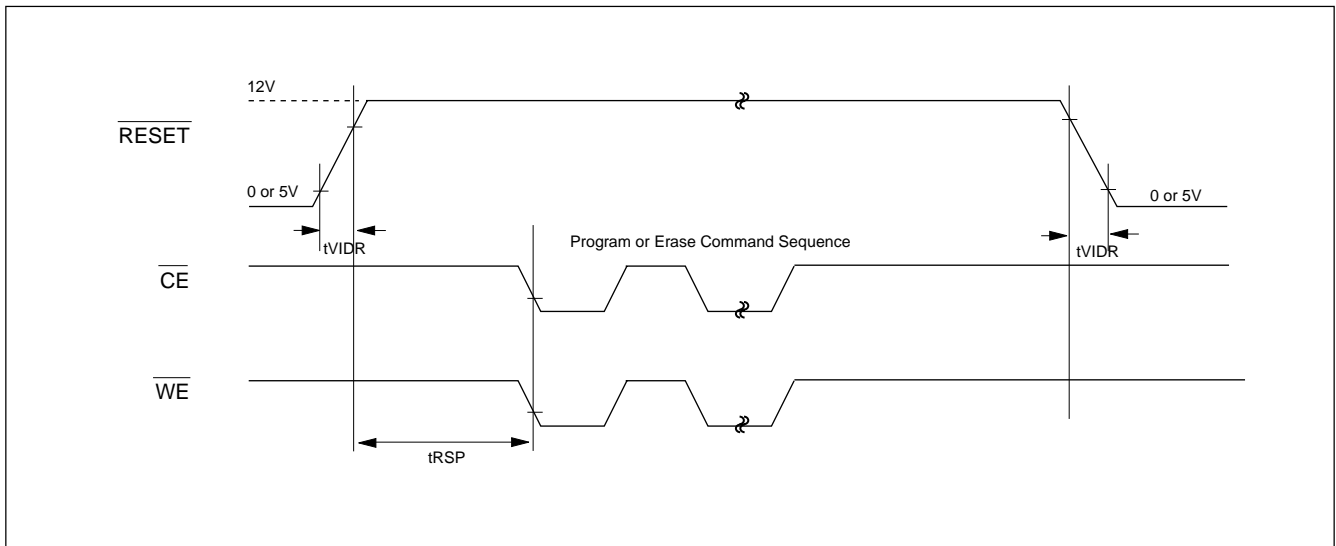 12V
RESET
0 or 5V
0 or 5V
tVIDR
Program or Erase Command Sequence
tVIDR
CE
WE
tRSP